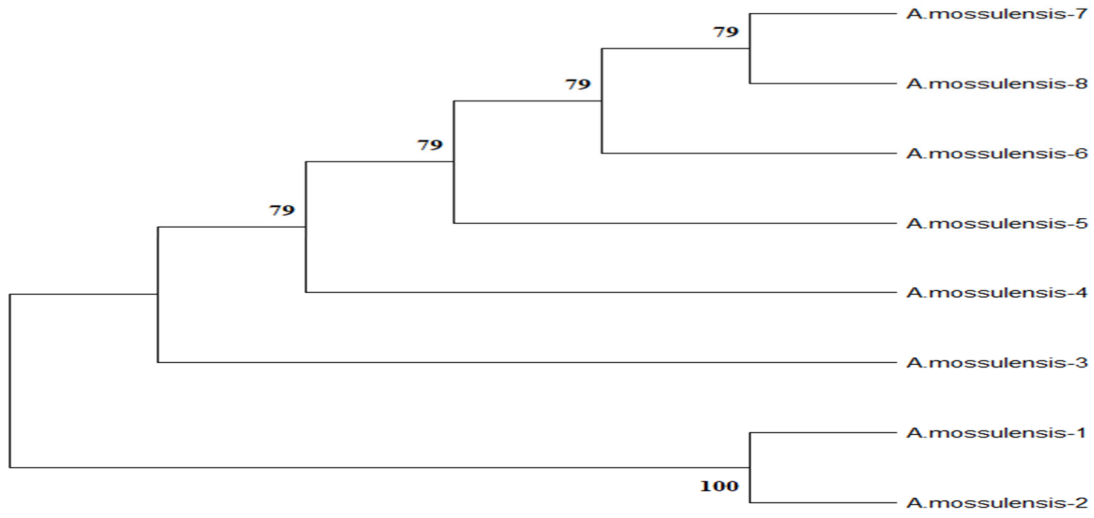 A.mossulensis-7
79
A.mossulensis-8
79
79
A.mossulensis-6
79
A.mossulensis-5
A.mossulensis-4
A.mossulensis-3
A.mossulensis-1
100
A.mossulensis-2